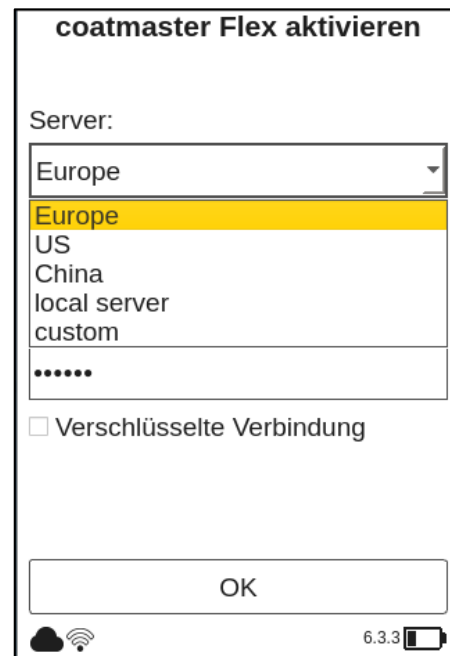 coatmaster Flex aktivieren
Server:
Europe
Europe
US
China
local server
custom
••••••
Verschlüsselte Verbindung
OK
6.3.3